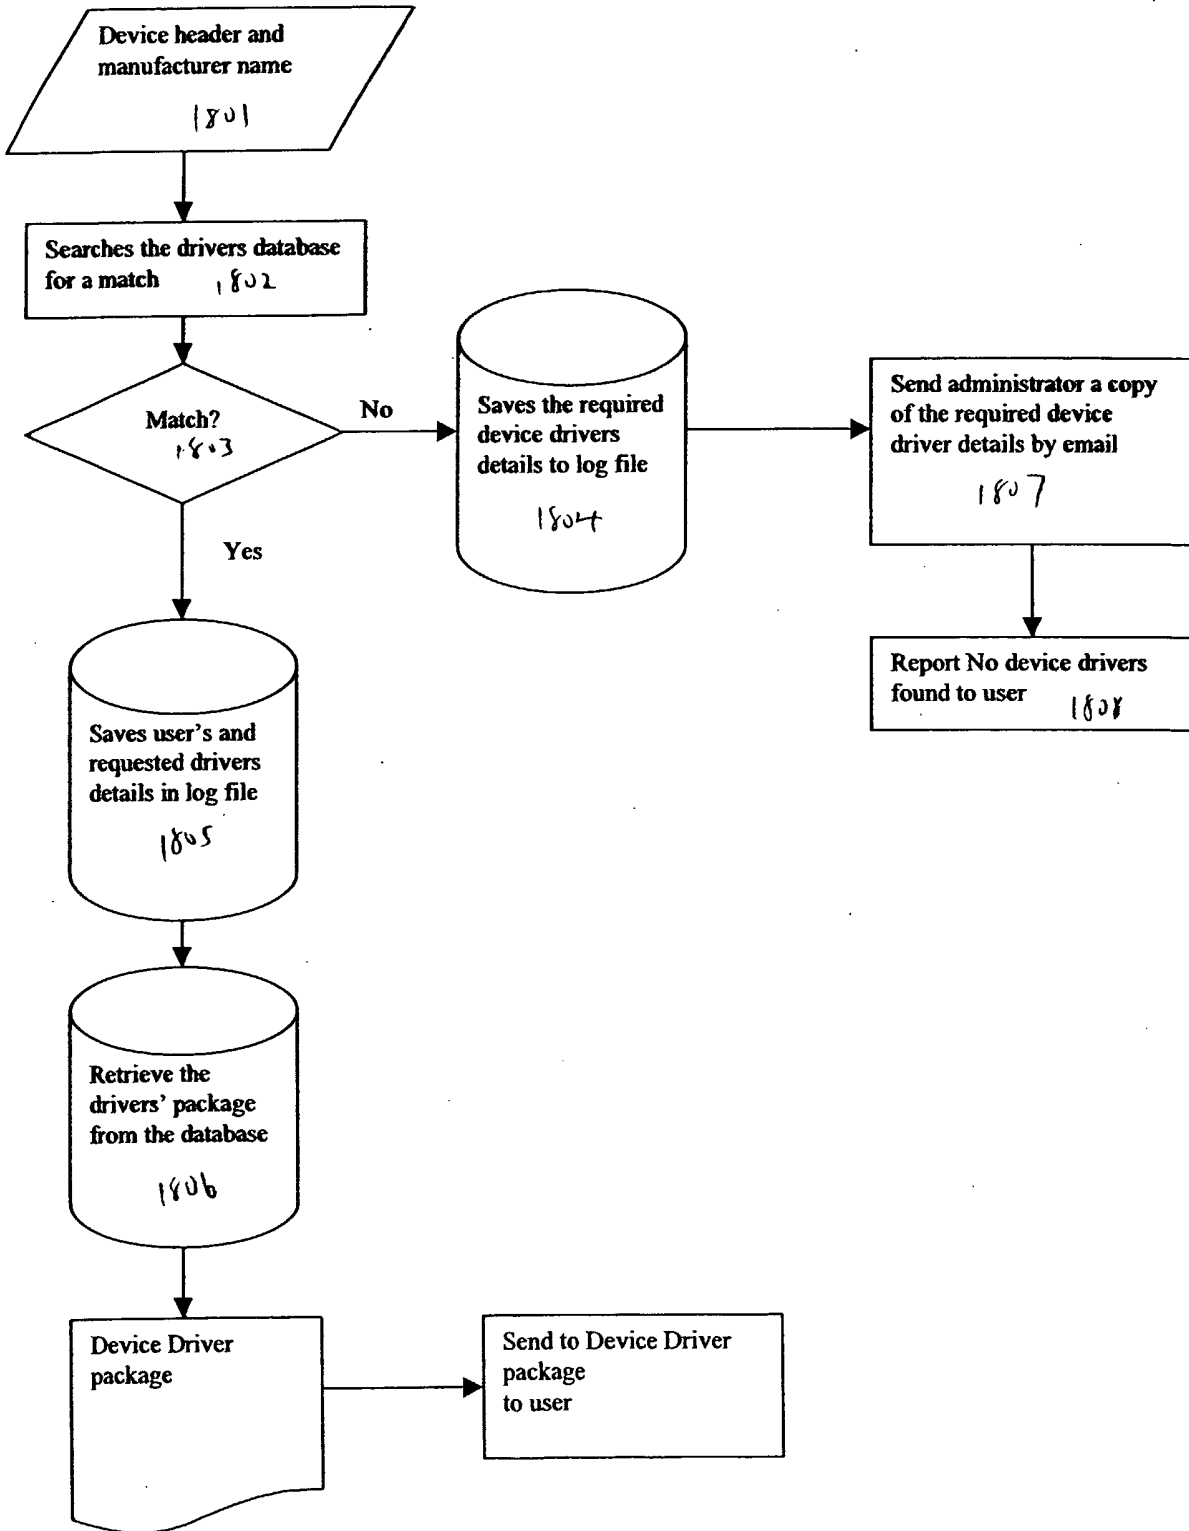 Device header and
manufacturer name
1801
Searches the drivers database
for a match 1802
Match?
1803
No
Yes
Saves the required
device drivers
details to log file
1804
Send administrator a copy
of the required device
driver details by email
1807
Report No device drivers
found to user 1808
Saves user's and
requested drivers
details in log file
1805
Retrieve the
drivers' package
from the database
1806
Device Driver
package
Send to Device Driver
package
to user